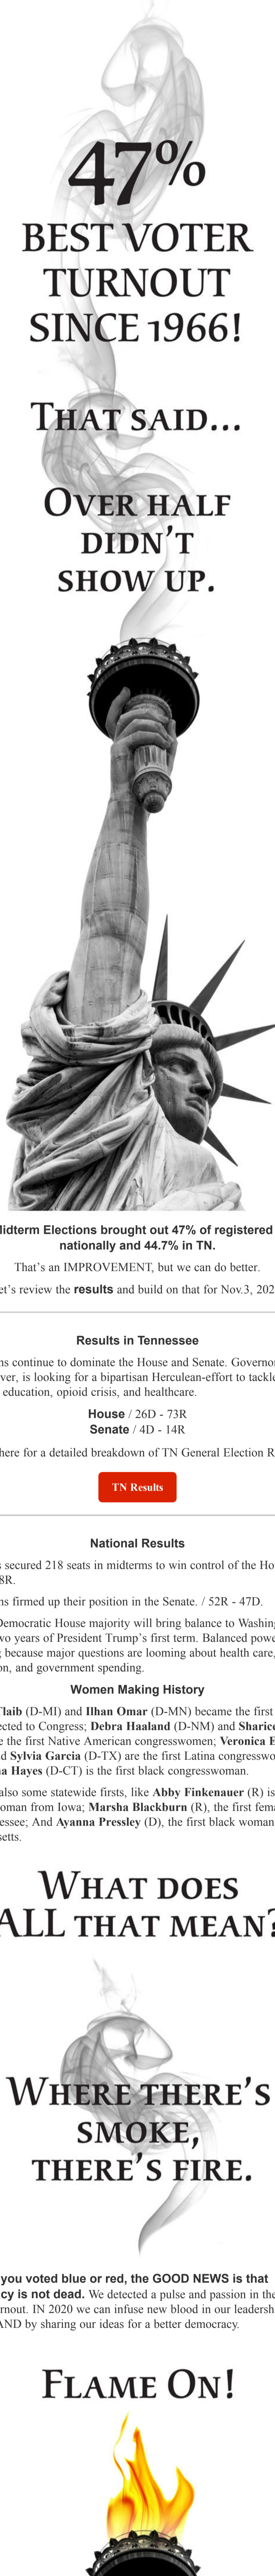 47%
BEST VOTER
TURNOUT
SINCE 1966!
THAT SAID...
OVER HALF
DIDN'T
SHOW UP.
Midterm Elections brought out 47% of registered
nationally and 44.7% in TN.
That's an IMPROVEMENT, but we can do better.
et's review the results and build on that for Nov.3, 202
Results in Tennessee
ns continue to dominate the House and Senate. Governo
ver, is looking for a bipartisan Herculean-effort to tackle
education, opioid crisis, and healthcare.
House / 26D - 73R
Senate / 4D - 14R
here for a detailed breakdown of TN General Election R
TN Results
National Results
s secured 218 seats in midterms to win control of the Ho
8R.
ns firmed up their position in the Senate. / 52R - 47D.
Democratic House majority will bring balance to Washing
wo years of President Trump's first term. Balanced powe
because major questions are looming about health care,
on, and government spending.
Women Making History
Tlaib (D-MI) and Ilhan Omar (D-MN) became the first
ected to Congress; Debra Haaland (D-NM) and Sharice
e the first Native American congresswomen; Veronica E
nd Sylvia Garcia (D-TX) are the first Latina congresswo
na Hayes (D-CT) is the first black congresswoman.
also some statewide firsts, like Abby Finkenauer (R) is
oman from Iowa; Marsha Blackburn (R), the first fema
essee; And Ayanna Pressley (D), the first black woman
setts.
WHAT DOES
ALL THAT MEAN?
WHERE THERE'S
SMOKE,
THERE'S FIRE.
you voted blue or red, the GOOD NEWS is that
cy is not dead. We detected a pulse and passion in the
rnout. IN 2020 we can infuse new blood in our leadersh
AND by sharing our ideas for a better democracy.
FLAME ON!